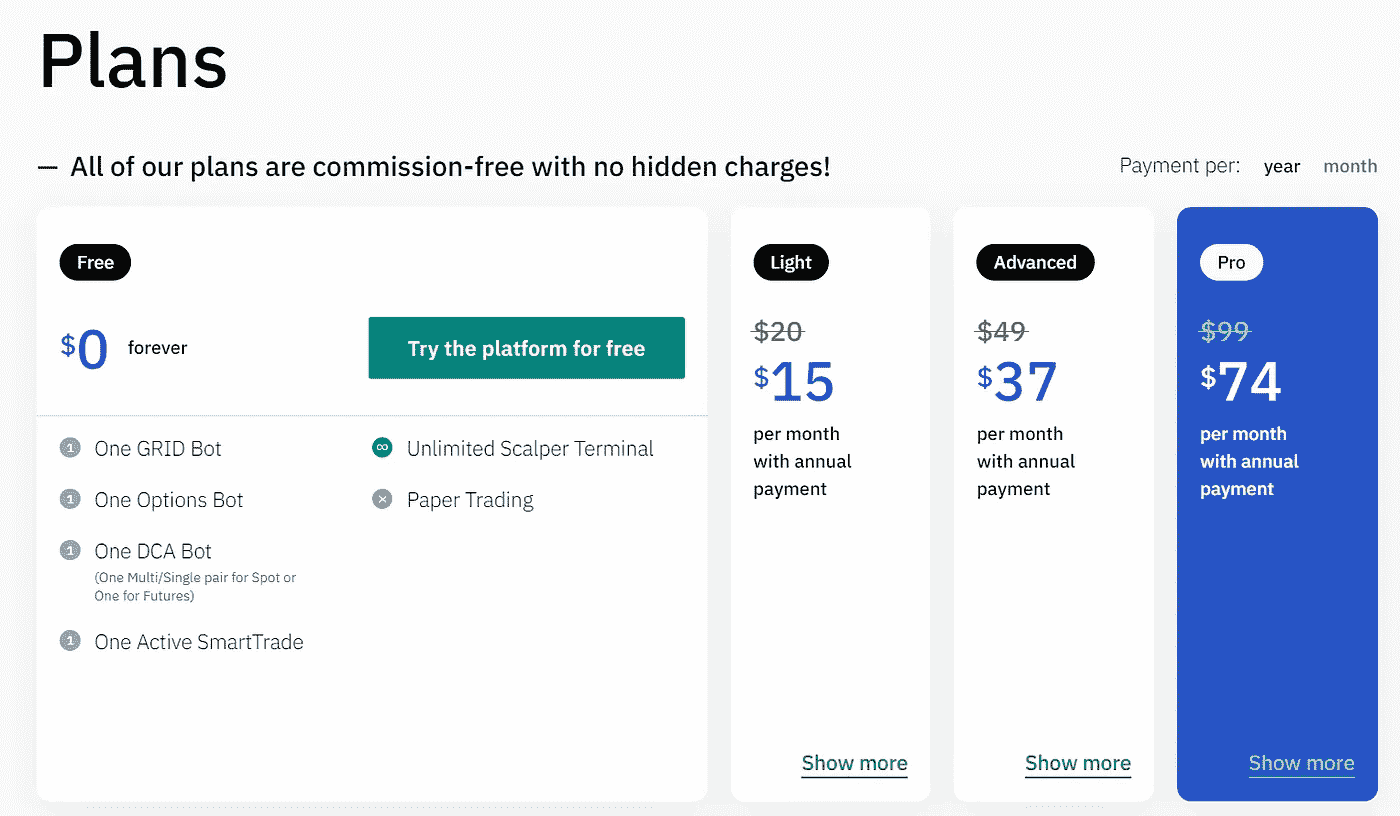 Plans
— All of our plans are commission-free with no hidden charges!
Payment per: year month
Free
$0 forever
Try the platform for free
1 One GRID Bot
1 One Options Bot
1 One DCA Bot
(One Multi/Single pair for Spot or
One for Futures)
1 One Active SmartTrade
∞ Unlimited Scalper Terminal
× Paper Trading
Light
$20
$15
per month
with annual
payment
Show more
Advanced
$49
$37
per month
with annual
payment
Show more
Pro
$99
$74
per month
with annual
payment
Show more